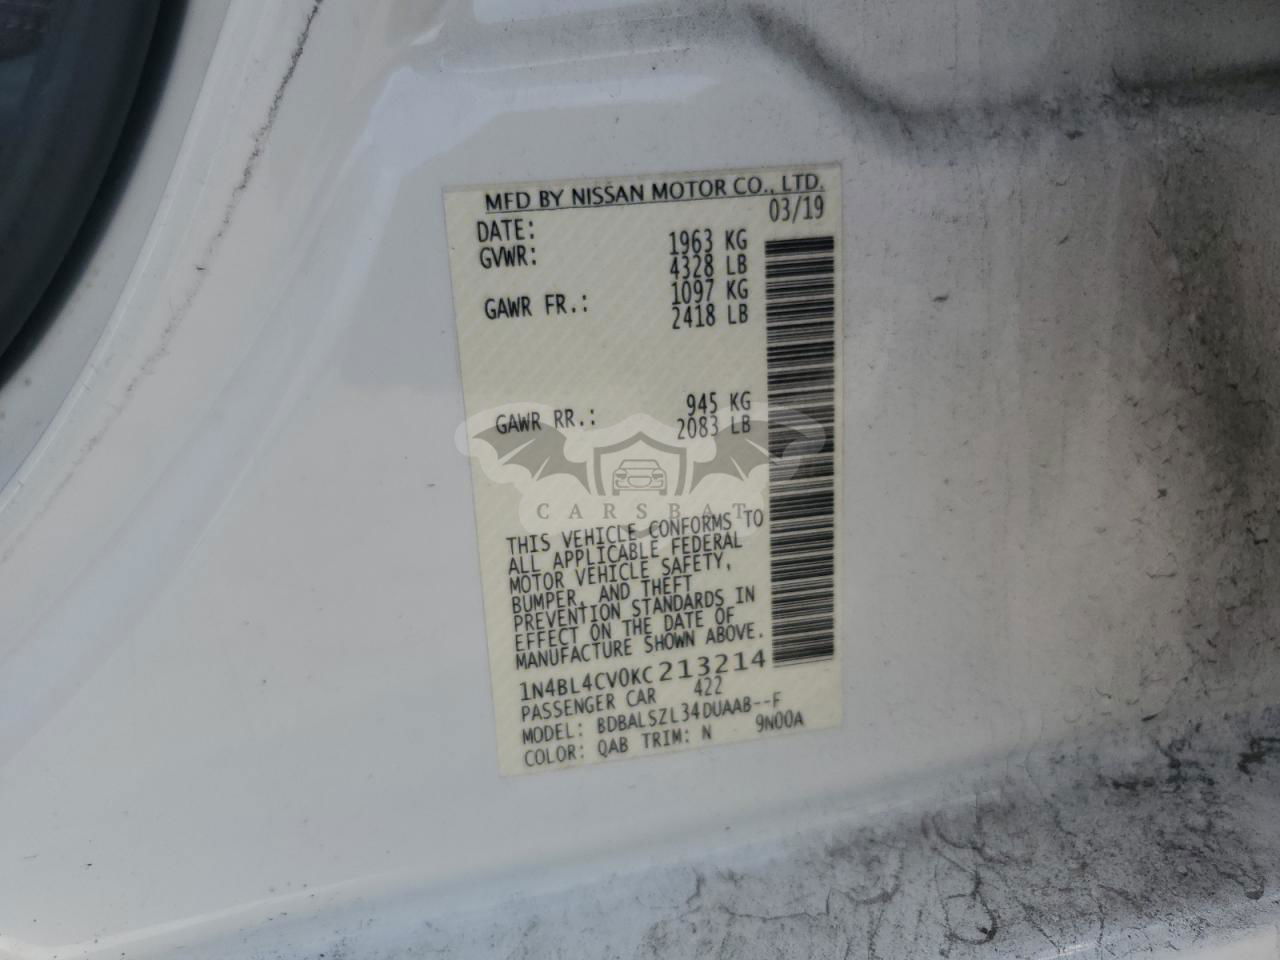 MFD BY NISSAN MOTOR CO., LTD.
DATE: 03/19
GVWR: 1963 KG
4328 LB
GAWR FR.: 1097 KG
2418 LB
GAWR RR.: 945 KG
2083 LB
CARSBAT
THIS VEHICLE CONFORMS TO
ALL APPLICABLE FEDERAL
MOTOR VEHICLE SAFETY,
BUMPER, AND THEFT
PREVENTION STANDARDS IN
EFFECT ON THE DATE OF
MANUFACTURE SHOWN ABOVE.
1N4BL4CV0KC213214
PASSENGER CAR 422
MODEL: BDBALSZL34DUAAB--F
COLOR: QAB TRIM: N 9N00A